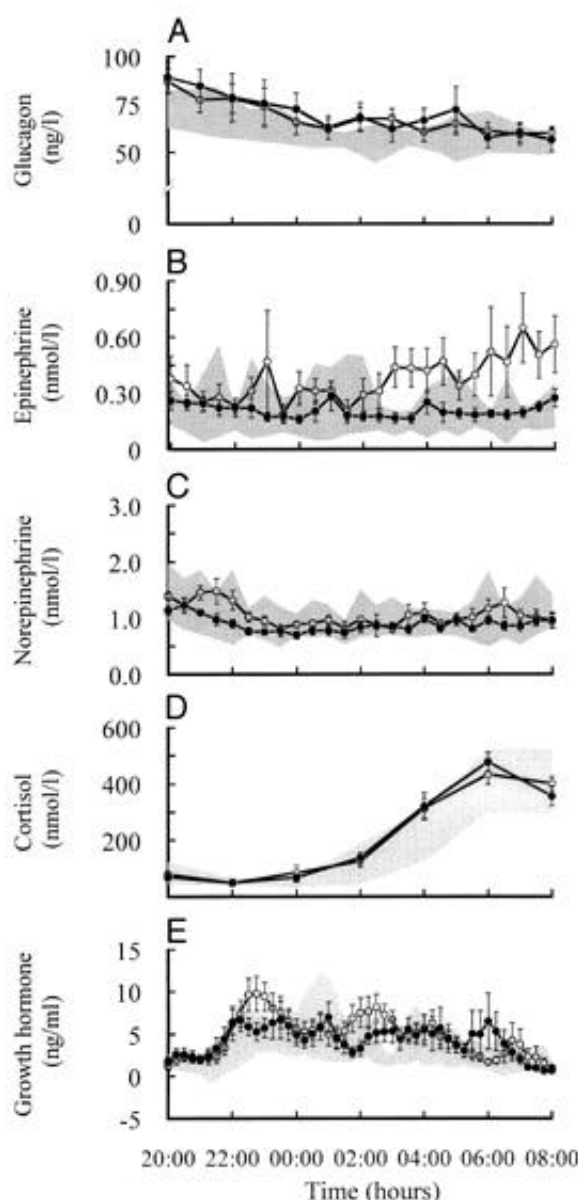 A
Glucagon
(ng/l)
100
75
50
0
B
Epinephrine
(nmol/l)
0.90
0.60
0.30
0
C
Norepinephrine
(nmol/l)
3.0
2.0
1.0
0.0
D
Cortisol
(nmol/l)
600
400
200
E
Growth hormone
(ng/ml)
15
10
5
0
-5
20:00 22:00 00:00 02:00 04:00 06:00 08:00
Time (hours)